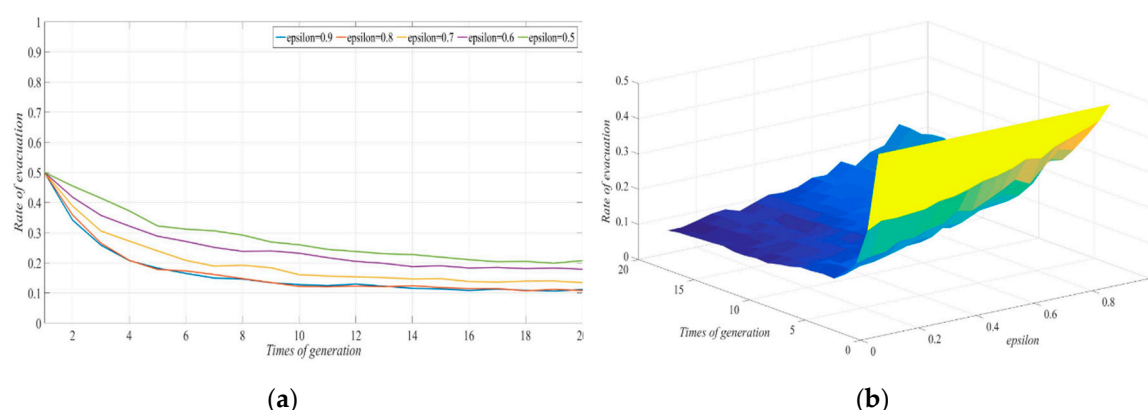 1
0.9
0.8
0.7
0.6
0.5
0.4
0.3
0.2
0.1
0
Rate of evacuation
epsilon=0.9 epsilon=0.8 epsilon=0.7 epsilon=0.6 epsilon=0.5
2 4 6 8 10 12 14 16 18 20
Times of generation
(a)
0.5
0.4
0.3
0.2
0.1
0
Rate of evacuation
20 15 10 5 0
Times of generation
0 0.2 0.4 0.6 0.8
epsilon
(b)